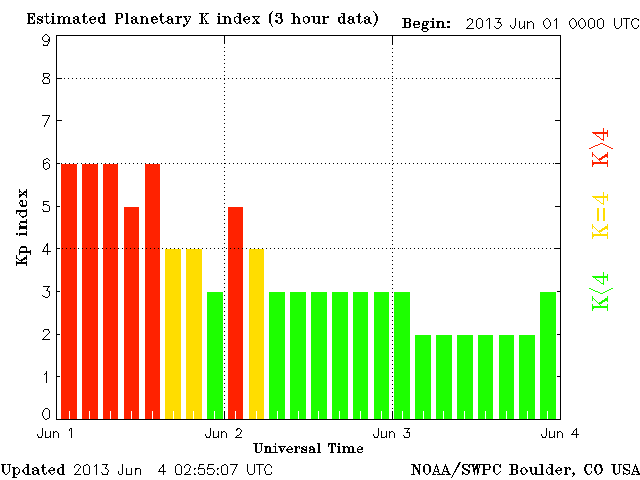 Estimated Planetary K index (3 hour data)
Begin: 2013 Jun 01 0000 UTC
9
8
7
6
5
4
3
2
1
0
Kp index
K>4
K=4
K<4
Jun 1
Jun 2
Jun 3
Jun 4
Universal Time
Updated 2013 Jun 4 02:55:07 UTC
NOAA/SWPC Boulder, CO USA